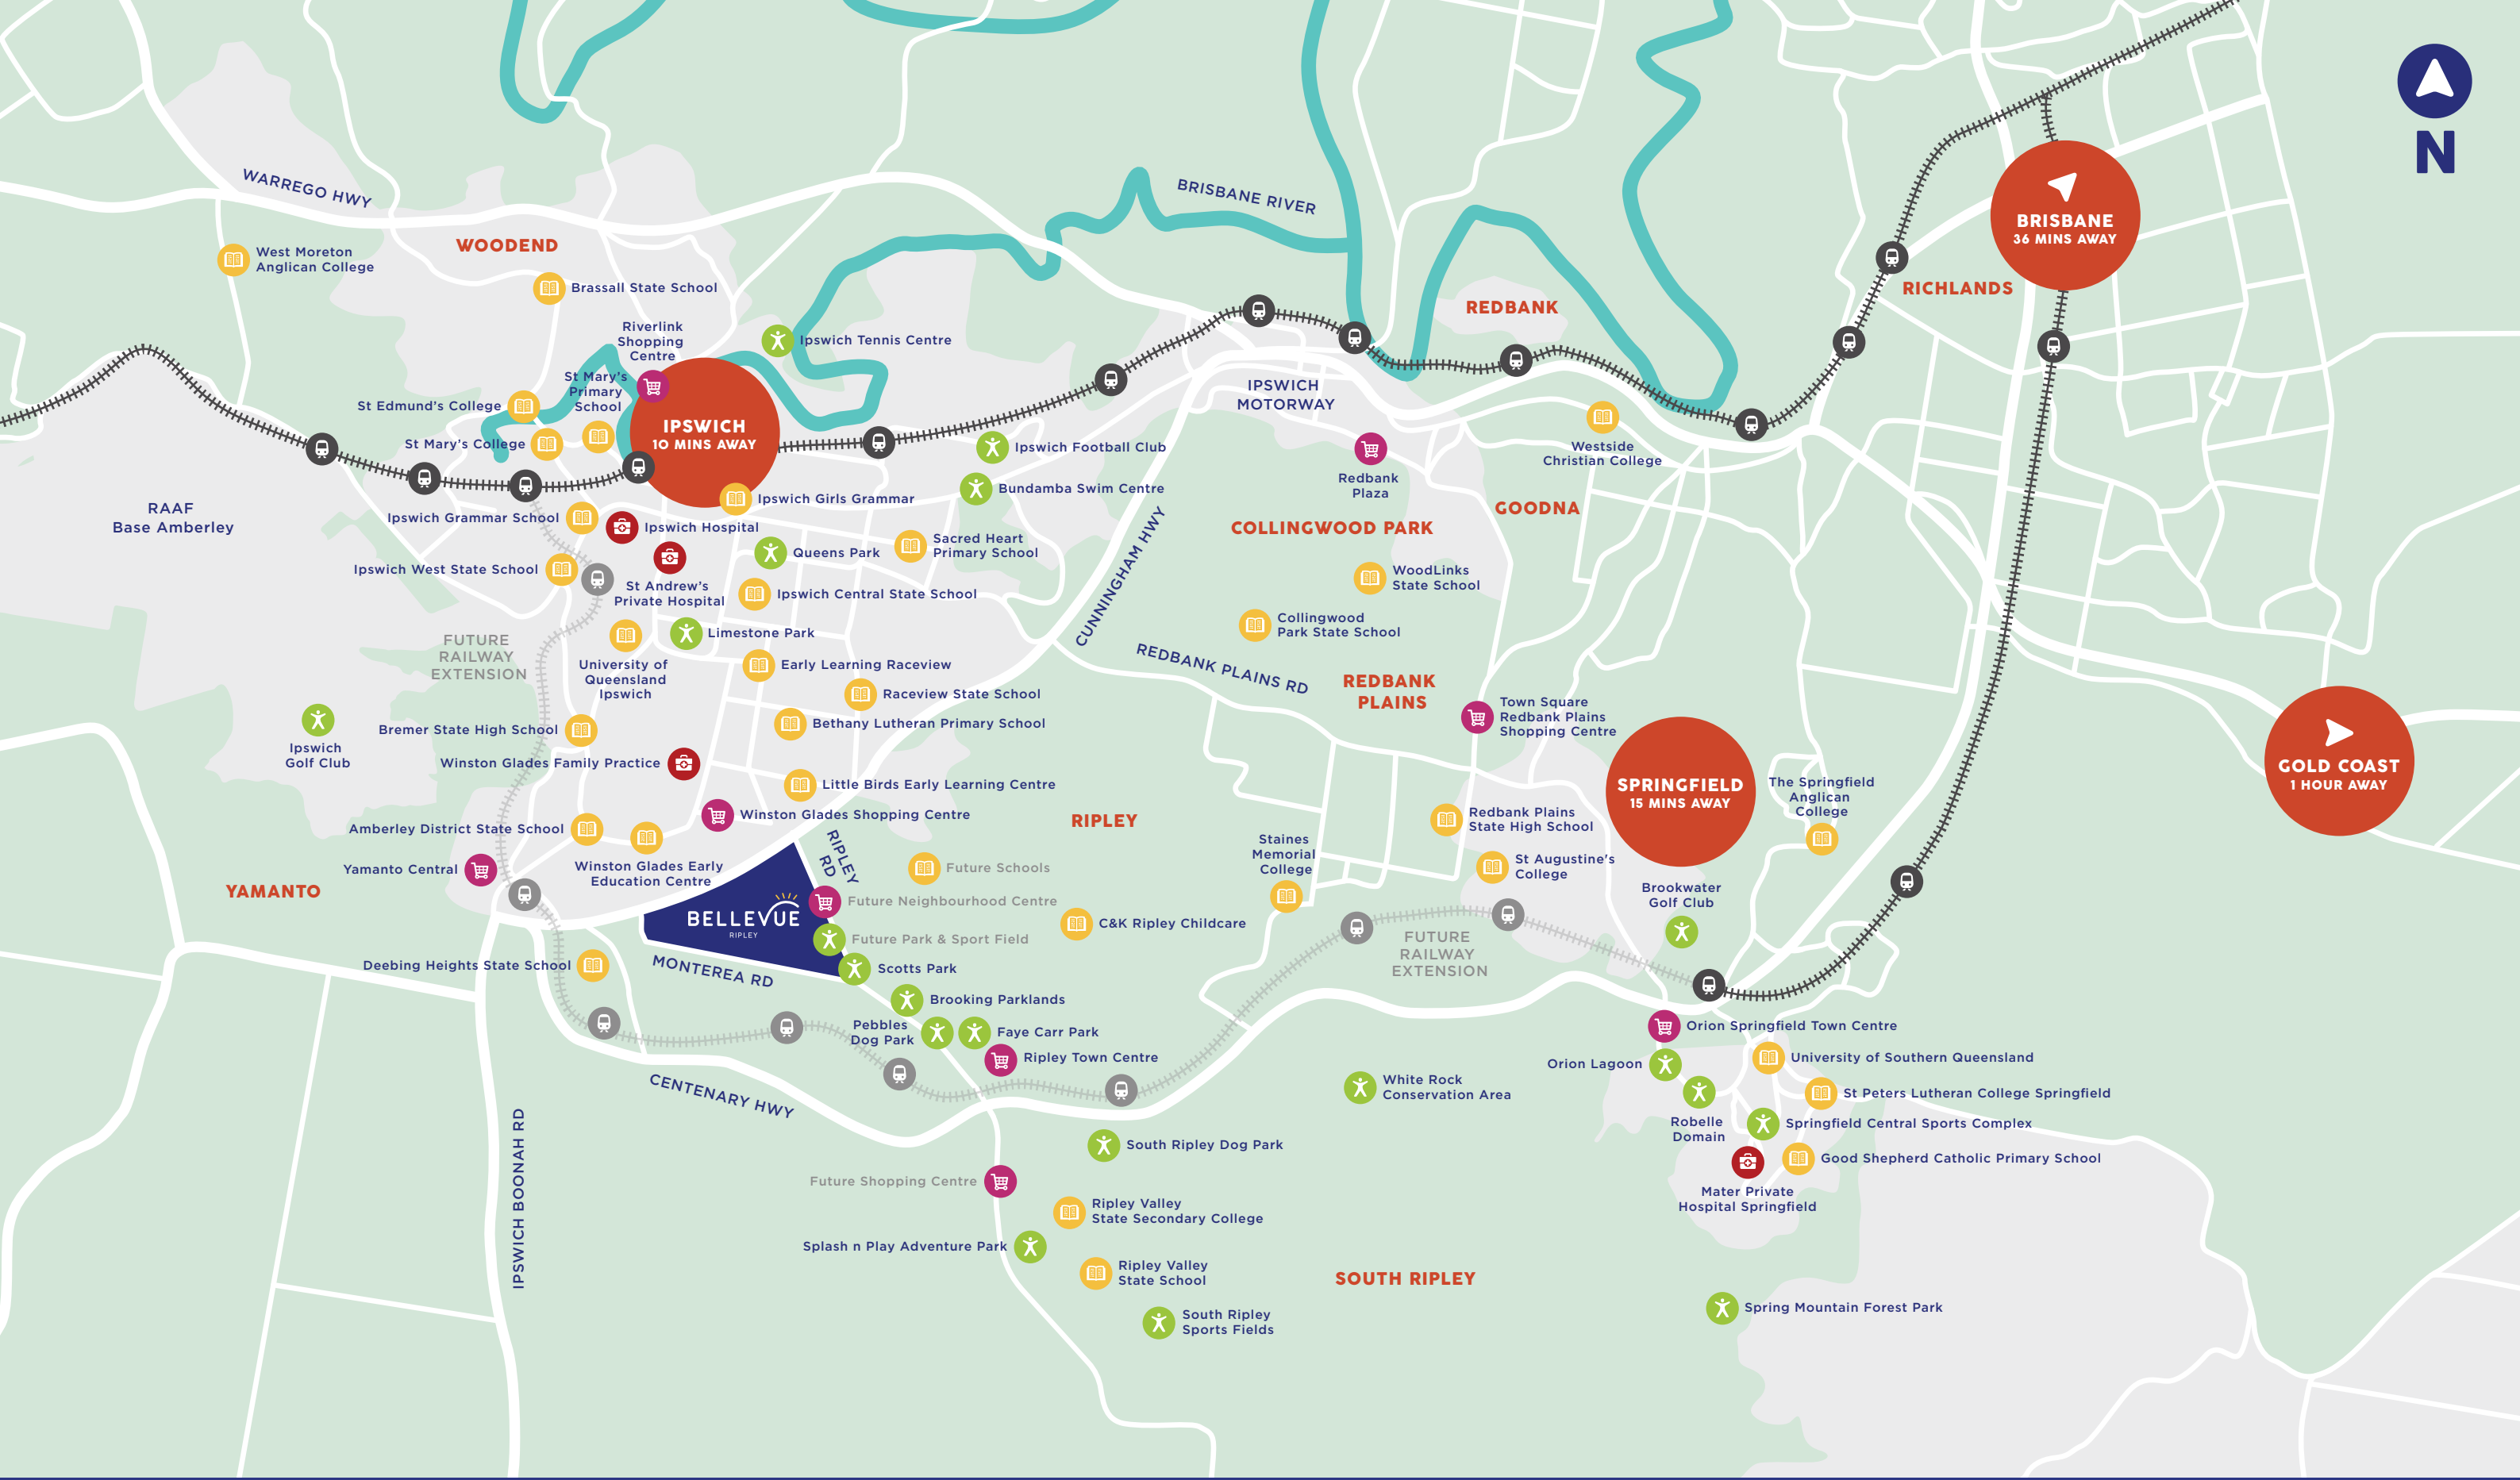 N
BRISBANE
36 MINS AWAY
WARREGO HWY
BRISBANE RIVER
WOODEND
West Moreton
Anglican College
Brassall State School
RICHLANDS
REDBANK
Riverlink
Shopping
Centre
Ipswich Tennis Centre
St Mary's
Primary
School
IPSWICH
MOTORWAY
St Edmund's College
IPSWICH
10 MINS AWAY
St Mary's College
Ipswich Football Club
Westside
Christian College
Redbank
Plaza
Bundamba Swim Centre
Ipswich Girls Grammar
RAAF
Base Amberley
GOODNA
Ipswich Grammar School
Ipswich Hospital
COLLINGWOOD PARK
CUNNINGHAM HWY
Sacred Heart
Primary School
Queens Park
Ipswich West State School
WoodLinks
State School
St Andrew's
Private Hospital
Ipswich Central State School
Collingwood
Park State School
Limestone Park
FUTURE
RAILWAY
EXTENSION
University of
Queensland
Ipswich
Early Learning Raceview
REDBANK PLAINS RD
REDBANK
PLAINS
Raceview State School
Town Square
Redbank Plains
Shopping Centre
Bethany Lutheran Primary School
Bremer State High School
Ipswich
Golf Club
Winston Glades Family Practice
GOLD COAST
1 HOUR AWAY
SPRINGFIELD
15 MINS AWAY
The Springfield
Anglican
College
Little Birds Early Learning Centre
Winston Glades Shopping Centre
RIPLEY
Redbank Plains
State High School
Amberley District State School
RIPLEY
RD
Staines
Memorial
College
Yamanto Central
Winston Glades Early
Education Centre
Future Schools
St Augustine's
College
YAMANTO
Brookwater
Golf Club
BELLEVUE
RIPLEY
Future Neighbourhood Centre
C&K Ripley Childcare
Future Park & Sport Field
FUTURE
RAILWAY
EXTENSION
Deebing Heights State School
MONTEREA RD
Scotts Park
Brooking Parklands
Pebbles
Dog Park
Faye Carr Park
Orion Springfield Town Centre
Ripley Town Centre
University of Southern Queensland
Orion Lagoon
CENTENARY HWY
White Rock
Conservation Area
St Peters Lutheran College Springfield
Robelle
Domain
Springfield Central Sports Complex
IPSWICH BOONAH RD
South Ripley Dog Park
Good Shepherd Catholic Primary School
Future Shopping Centre
Mater Private
Hospital Springfield
Ripley Valley
State Secondary College
Splash n Play Adventure Park
Ripley Valley
State School
SOUTH RIPLEY
Spring Mountain Forest Park
South Ripley
Sports Fields